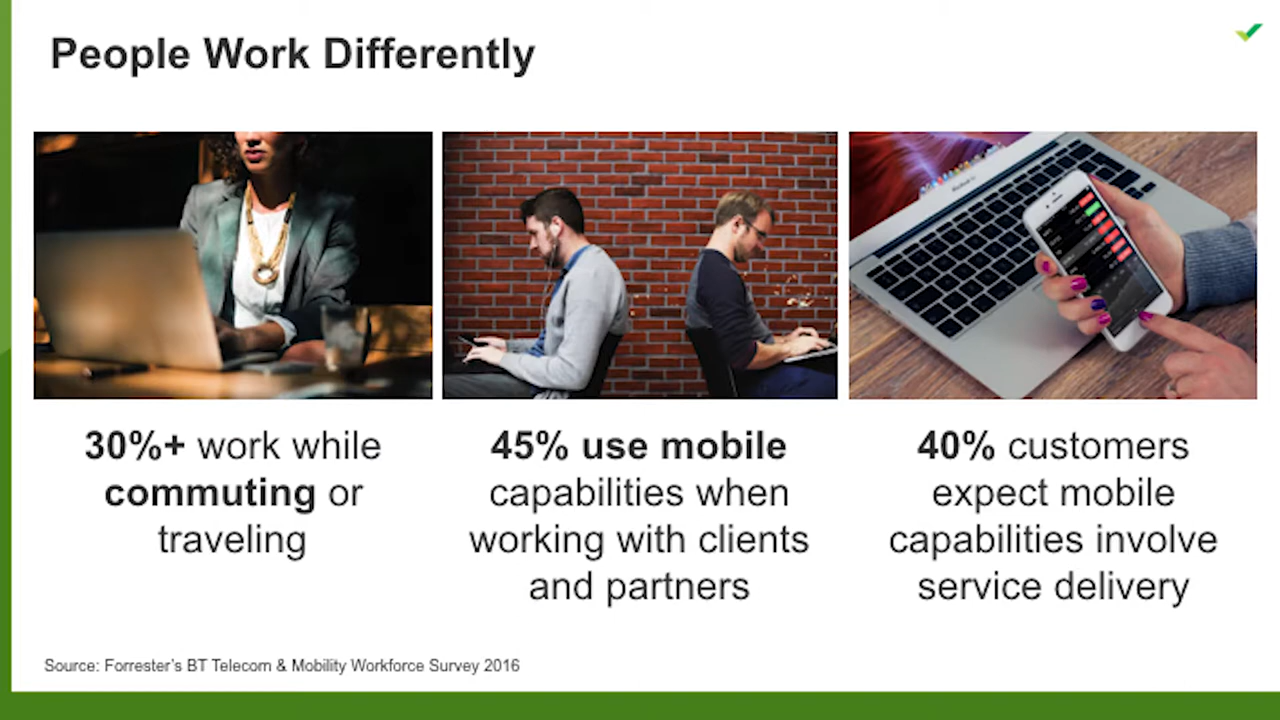 People Work Differently
30%+ work while
commuting or
traveling
45% use mobile
capabilities when
working with clients
and partners
40% customers
expect mobile
capabilities involve
service delivery
Source: Forrester's BT Telecom & Mobility Workforce Survey 2016